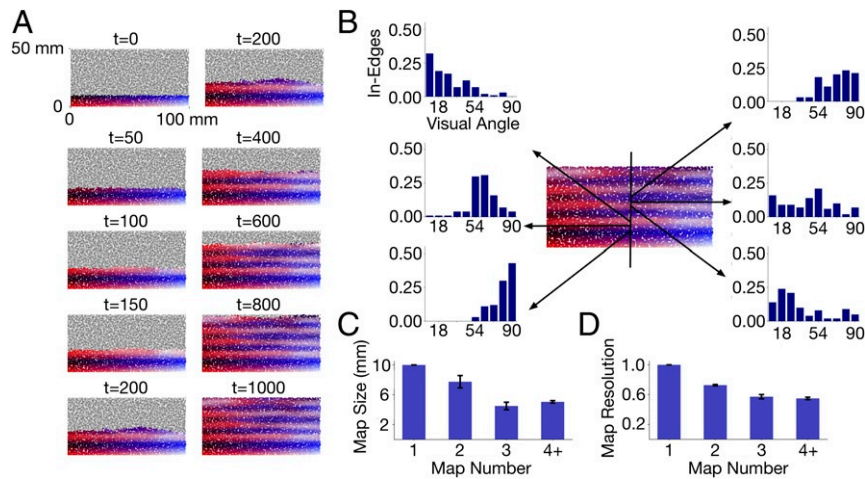 A
t=0
t=200
50 mm
0
0
100 mm
t=50
t=400
t=100
t=600
t=150
t=800
t=200
t=1000
B
In-Edges
0.50
0.25
0.00
18 54 90
Visual Angle
0.50
0.25
0.00
18 54 90
0.50
0.25
0.00
18 54 90
0.50
0.25
0.00
18 54 90
0.50
0.25
0.00
18 54 90
0.50
0.25
0.00
18 54 90
C
Map Size (mm)
10
6
2
1 2 3 4+
Map Number
D
Map Resolution
1.0
0.6
0.2
1 2 3 4+
Map Number